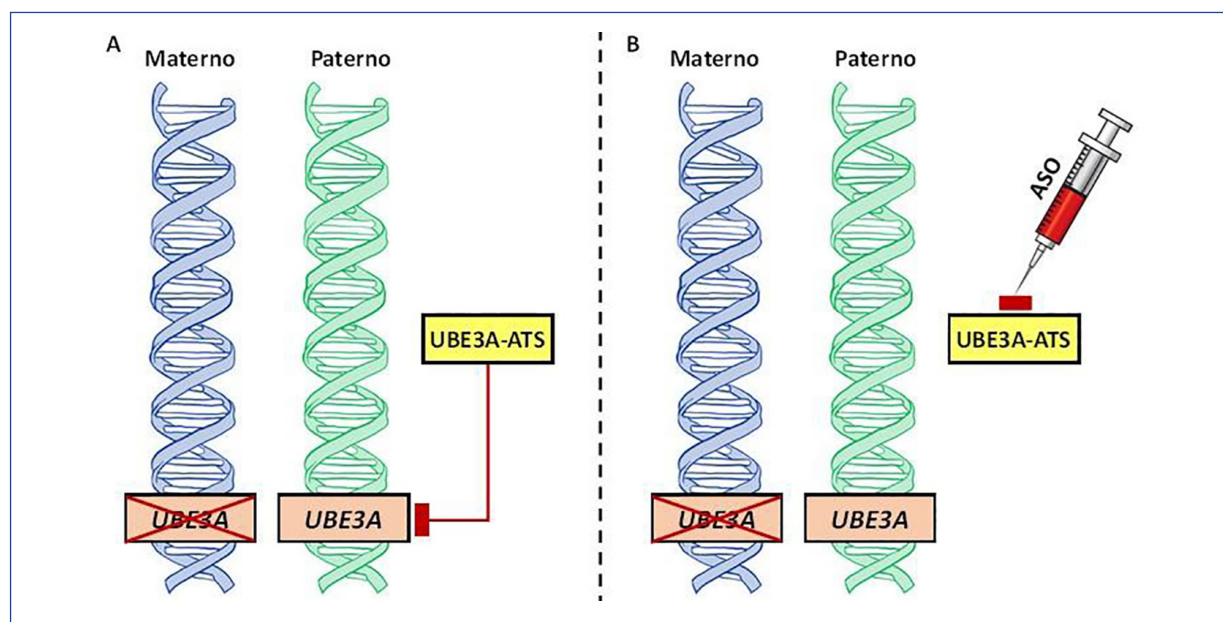 A
Materno
Paterno
UBE3A-ATS
UBE3A
UBE3A
B
Materno
Paterno
ASO
UBE3A-ATS
UBE3A
UBE3A